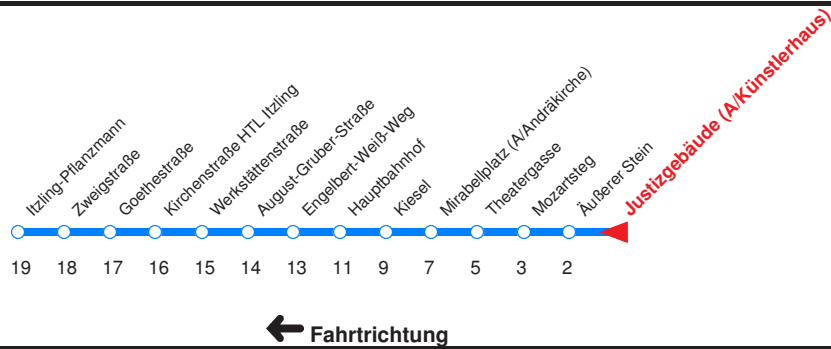 Itzling-Pflanzmann
Zweigstraße
Goethestraße
Kirchenstraße HTL Itzling
Werkstättenstraße
August-Gruber-Straße
Engelbert-Weiß-Weg
Hauptbahnhof
Kiesel
Mirabellplatz (A/Andräkirche)
Theatergasse
Mozartsteg
Äußerer Stein
Justizgebäude (A/Künstlerhaus)
19 18 17 16 15 14 13 11 9 7 5 3 2
Fahrtrichtung